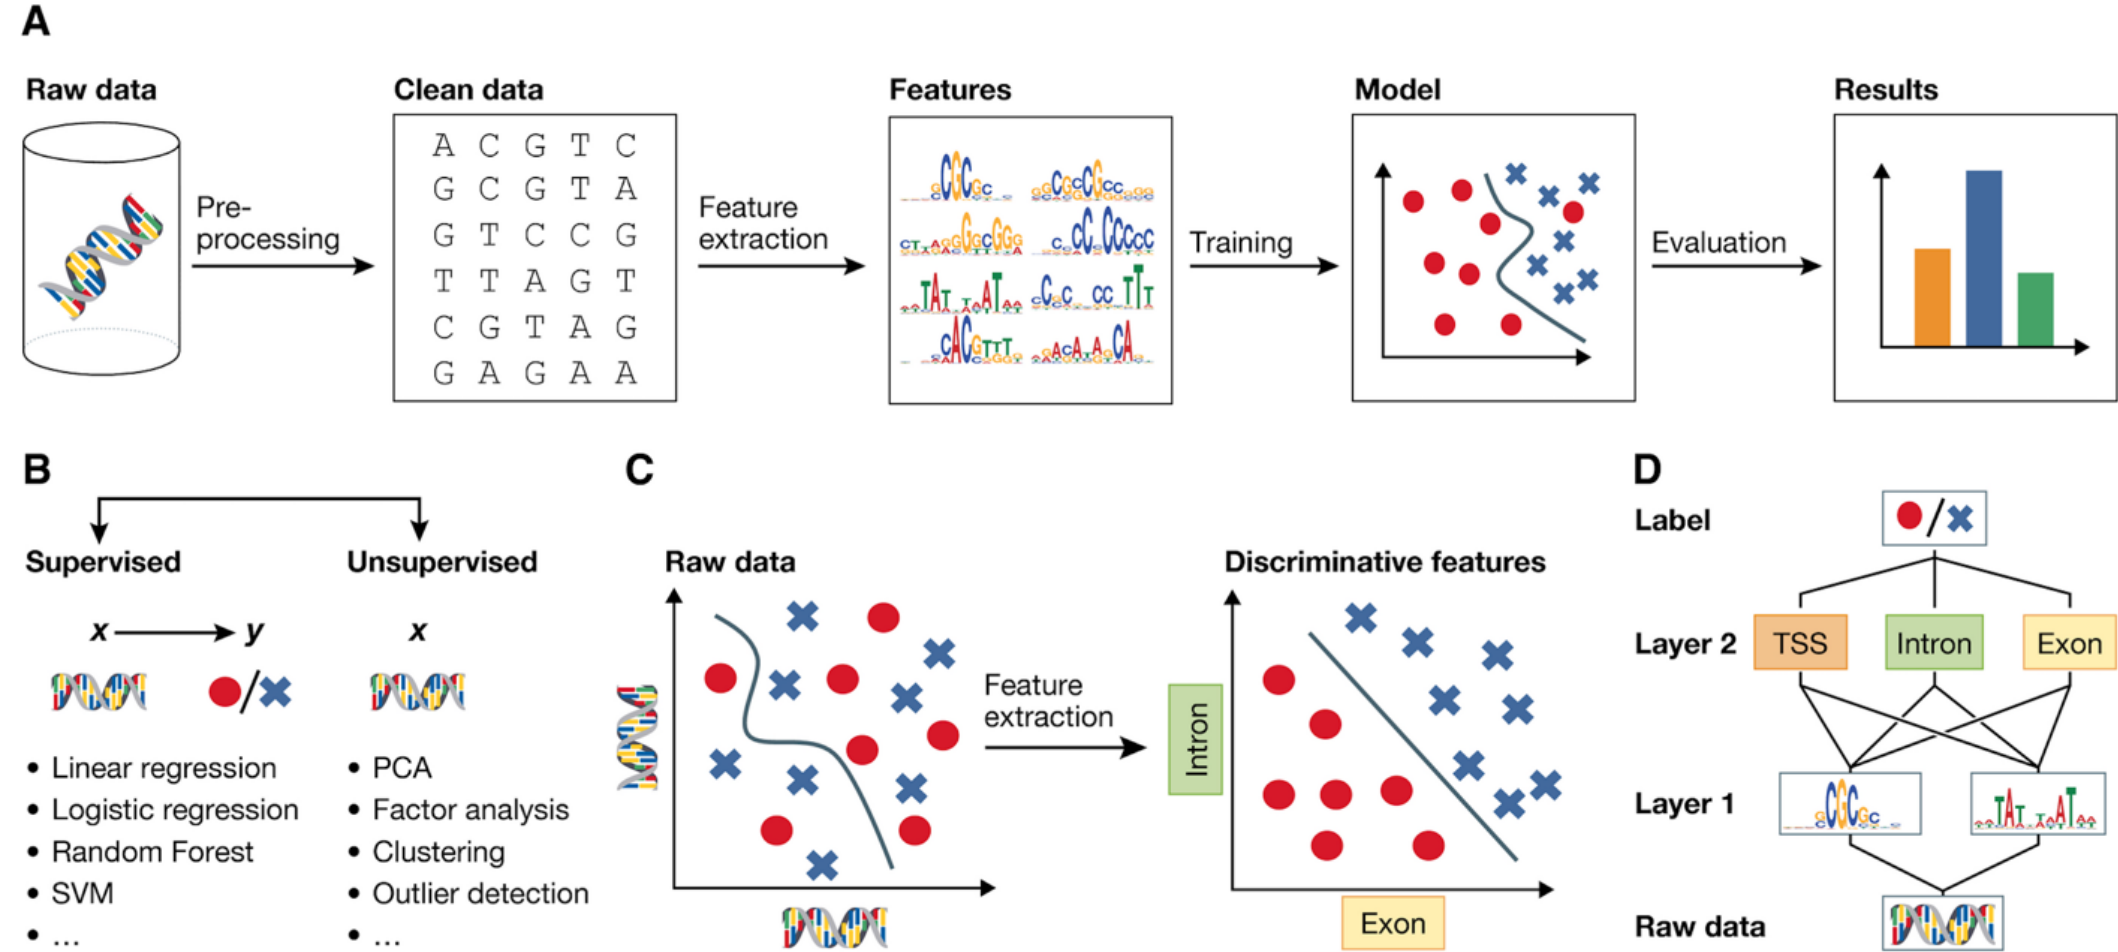 A
Raw data
Clean data
Features
Model
Results
Pre-
processing
A C G T C
G C G T A
G T C C G
T T A G T
C G T A G
G A G A A
Feature
extraction
Training
Evaluation
B
Supervised
Unsupervised
x
y
x
/
• Linear regression
• Logistic regression
• Random Forest
• SVM
• ...
• PCA
• Factor analysis
• Clustering
• Outlier detection
• ...
C
Raw data
Feature
extraction
Discriminative features
Intron
Exon
D
Label
/
Layer 2
TSS
Intron
Exon
Layer 1
Raw data